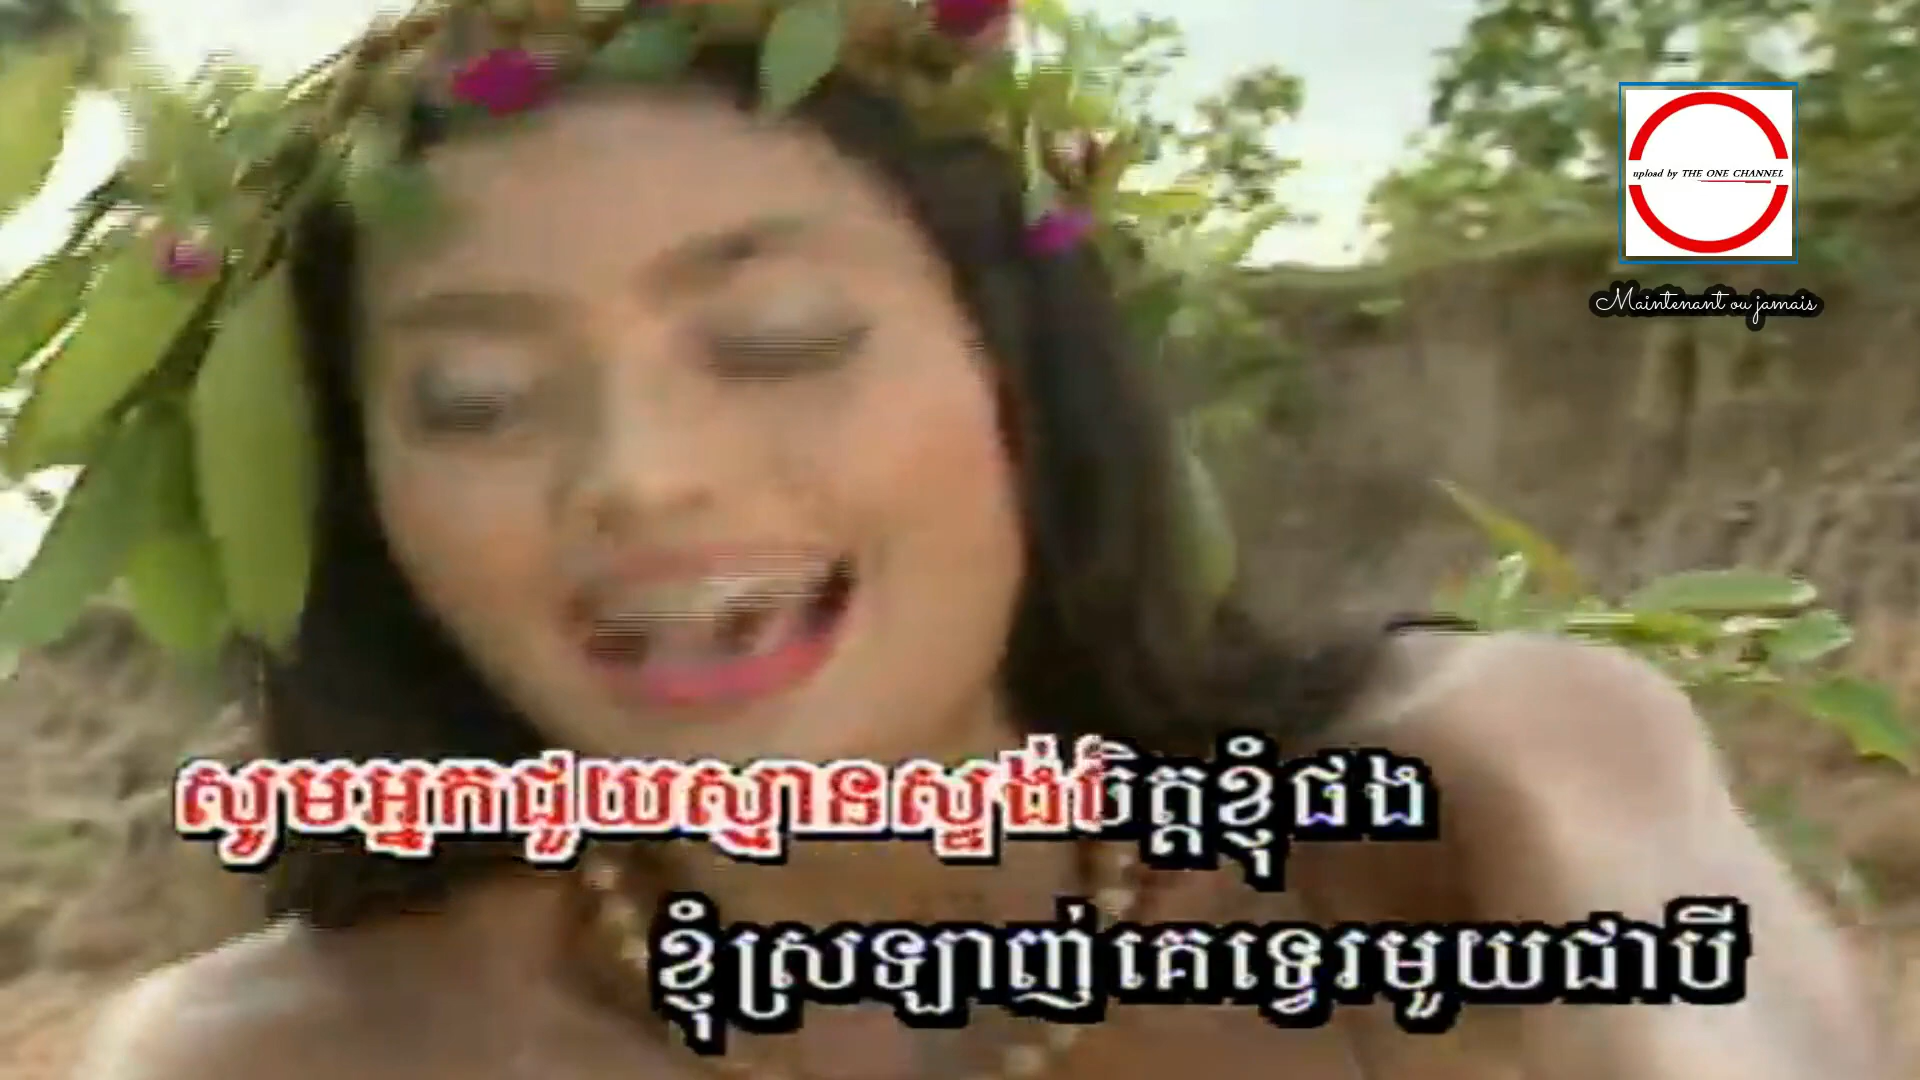 upload by THE ONE CHANNEL
Maintenant ou jamais
សូមអ្នកជួយស្មានស្ទង់ចិត្តខ្ញុំផង
ខ្ញុំស្រឡាញ់គេទ្វេរមួយជាបី